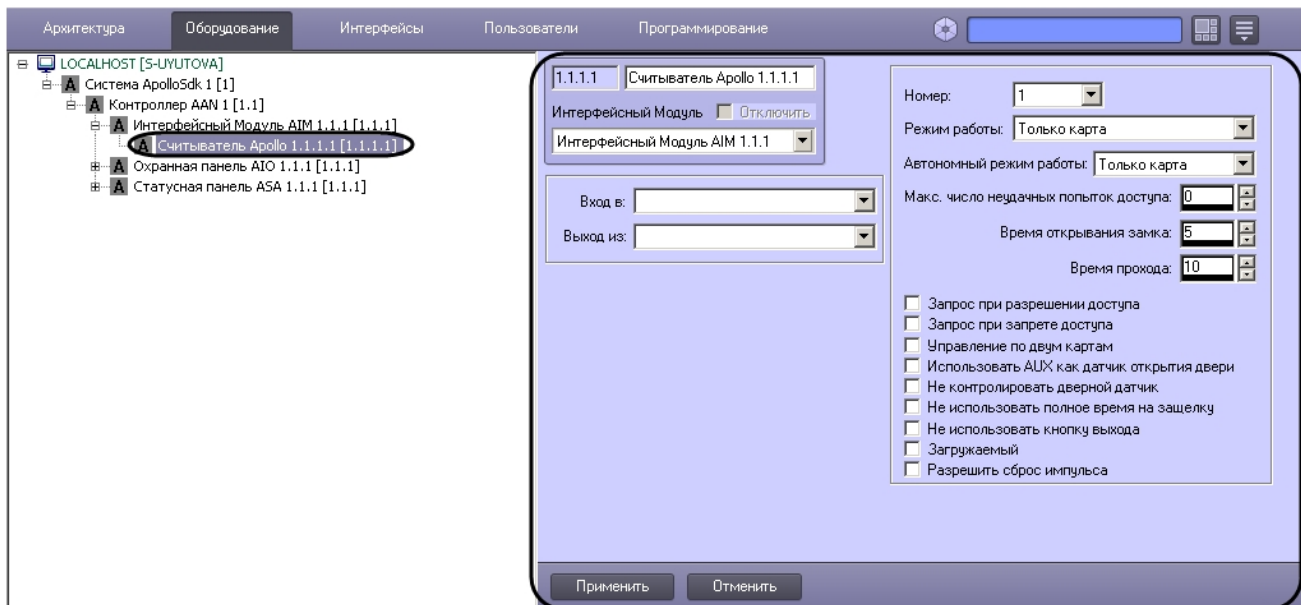 Архитектура Оборудование Интерфейсы Пользователи Программирование
LOCALHOST [S-UYUTOVA]
Система ApolloSdk 1 [1]
Контроллер AAN 1 [1.1]
Интерфейсный Модуль AIM 1.1.1 [1.1.1]
Считыватель Apollo 1.1.1.1 [1.1.1.1]
Охранная панель AIO 1.1.1 [1.1.1]
Статусная панель ASA 1.1.1 [1.1.1]
1.1.1.1 Считыватель Apollo 1.1.1.1
Интерфейсный Модуль Отключить
Интерфейсный Модуль AIM 1.1.1
Вход в:
Выход из:
Номер: 1
Режим работы: Только карта
Автономный режим работы: Только карта
Макс. число неудачных попыток доступа: 0
Время открывания замка: 5
Время прохода: 10
Запрос при разрешении доступа
Запрос при запрете доступа
Управление по двум картам
Использовать AUX как датчик открытия двери
Не контролировать дверной датчик
Не использовать полное время на защелку
Не использовать кнопку выхода
Загружаемый
Разрешить сброс импульса
Применить Отменить